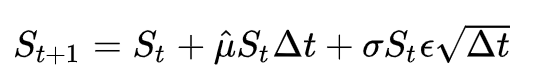 $S_{t+1} = S_t + \hat{\mu} S_t \Delta t + \sigma S_t \epsilon \sqrt{\Delta t}$